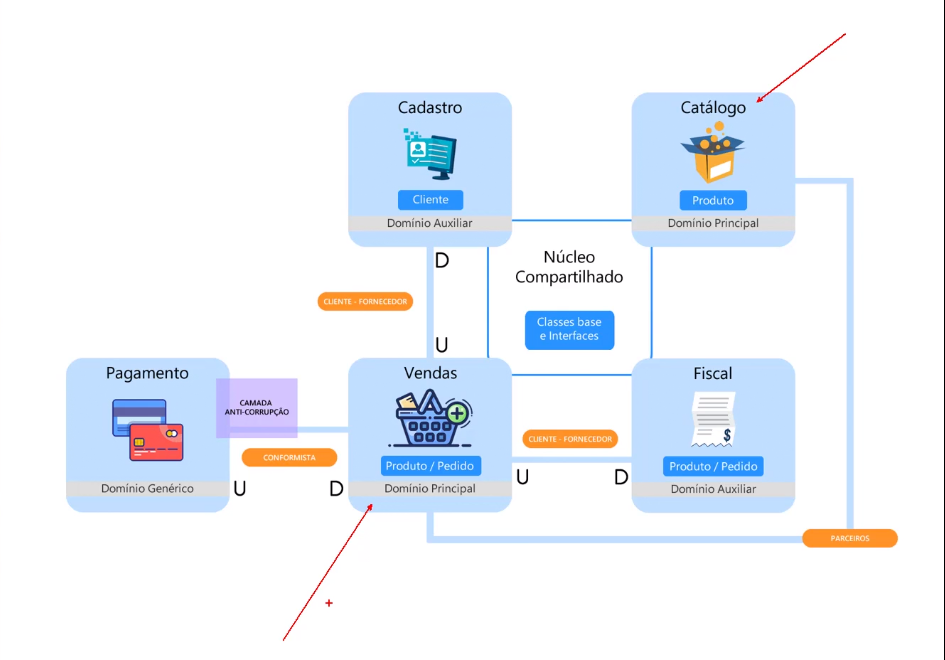 Cadastro
Cliente
Domínio Auxiliar
Catálogo
Produto
Domínio Principal
D
Núcleo
Compartilhado
CLIENTE - FORNECEDOR
Classes base
e Interfaces
U
Pagamento
Domínio Genérico
CAMADA
ANTI-CORRUPÇÃO
CONFORMISTA
U
D
Vendas
Produto / Pedido
Domínio Principal
CLIENTE - FORNECEDOR
U
D
Fiscal
$
Produto / Pedido
Domínio Auxiliar
PARCEIROS